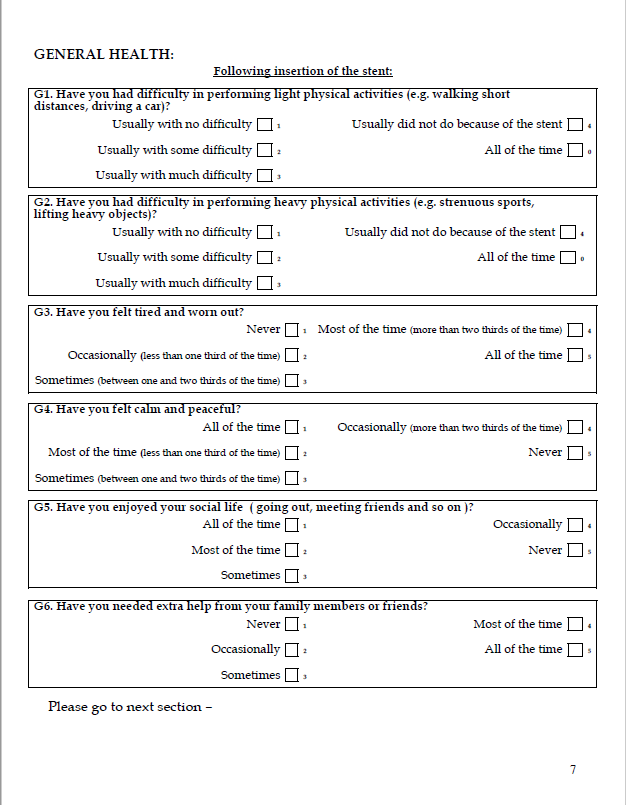 GENERAL HEALTH:
Following insertion of the stent:
G1. Have you had difficulty in performing light physical activities (e.g. walking short
distances, driving a car)?
Usually with no difficulty 1 Usually did not do because of the stent 4
Usually with some difficulty 2 All of the time 0
Usually with much difficulty 3
G2. Have you had difficulty in performing heavy physical activities (e.g. strenuous sports,
lifting heavy objects)?
Usually with no difficulty 1 Usually did not do because of the stent 4
Usually with some difficulty 2 All of the time 0
Usually with much difficulty 3
G3. Have you felt tired and worn out?
Never 1 Most of the time (more than two thirds of the time) 4
Occasionally (less than one third of the time) 2 All of the time 5
Sometimes (between one and two thirds of the time) 3
G4. Have you felt calm and peaceful?
All of the time 1 Occasionally (more than two thirds of the time) 4
Most of the time (less than one third of the time) 2 Never 5
Sometimes (between one and two thirds of the time) 3
G5. Have you enjoyed your social life ( going out, meeting friends and so on )?
All of the time 1 Occasionally 4
Most of the time 2 Never 5
Sometimes 3
G6. Have you needed extra help from your family members or friends?
Never 1 Most of the time 4
Occasionally 2 All of the time 5
Sometimes 3
Please go to next section –
7